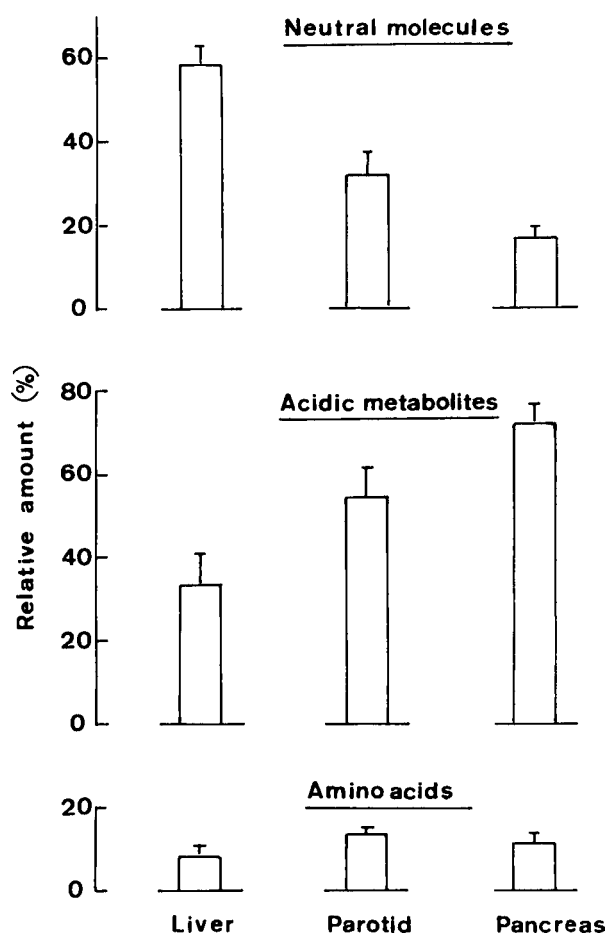 Neutral molecules
60
40
20
0
Relative amount (%)
Acidic metabolites
80
60
40
20
0
Amino acids
20
0
Liver Parotid Pancreas